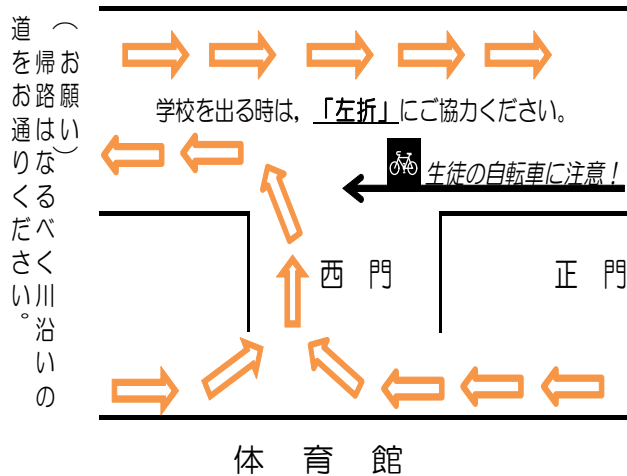 （お願い）
帰路はなるべく川沿いの
道をお通りください。
学校を出る時は，「左折」にご協力ください。
生徒の自転車に注意！
西　門
正　門
体　育　館